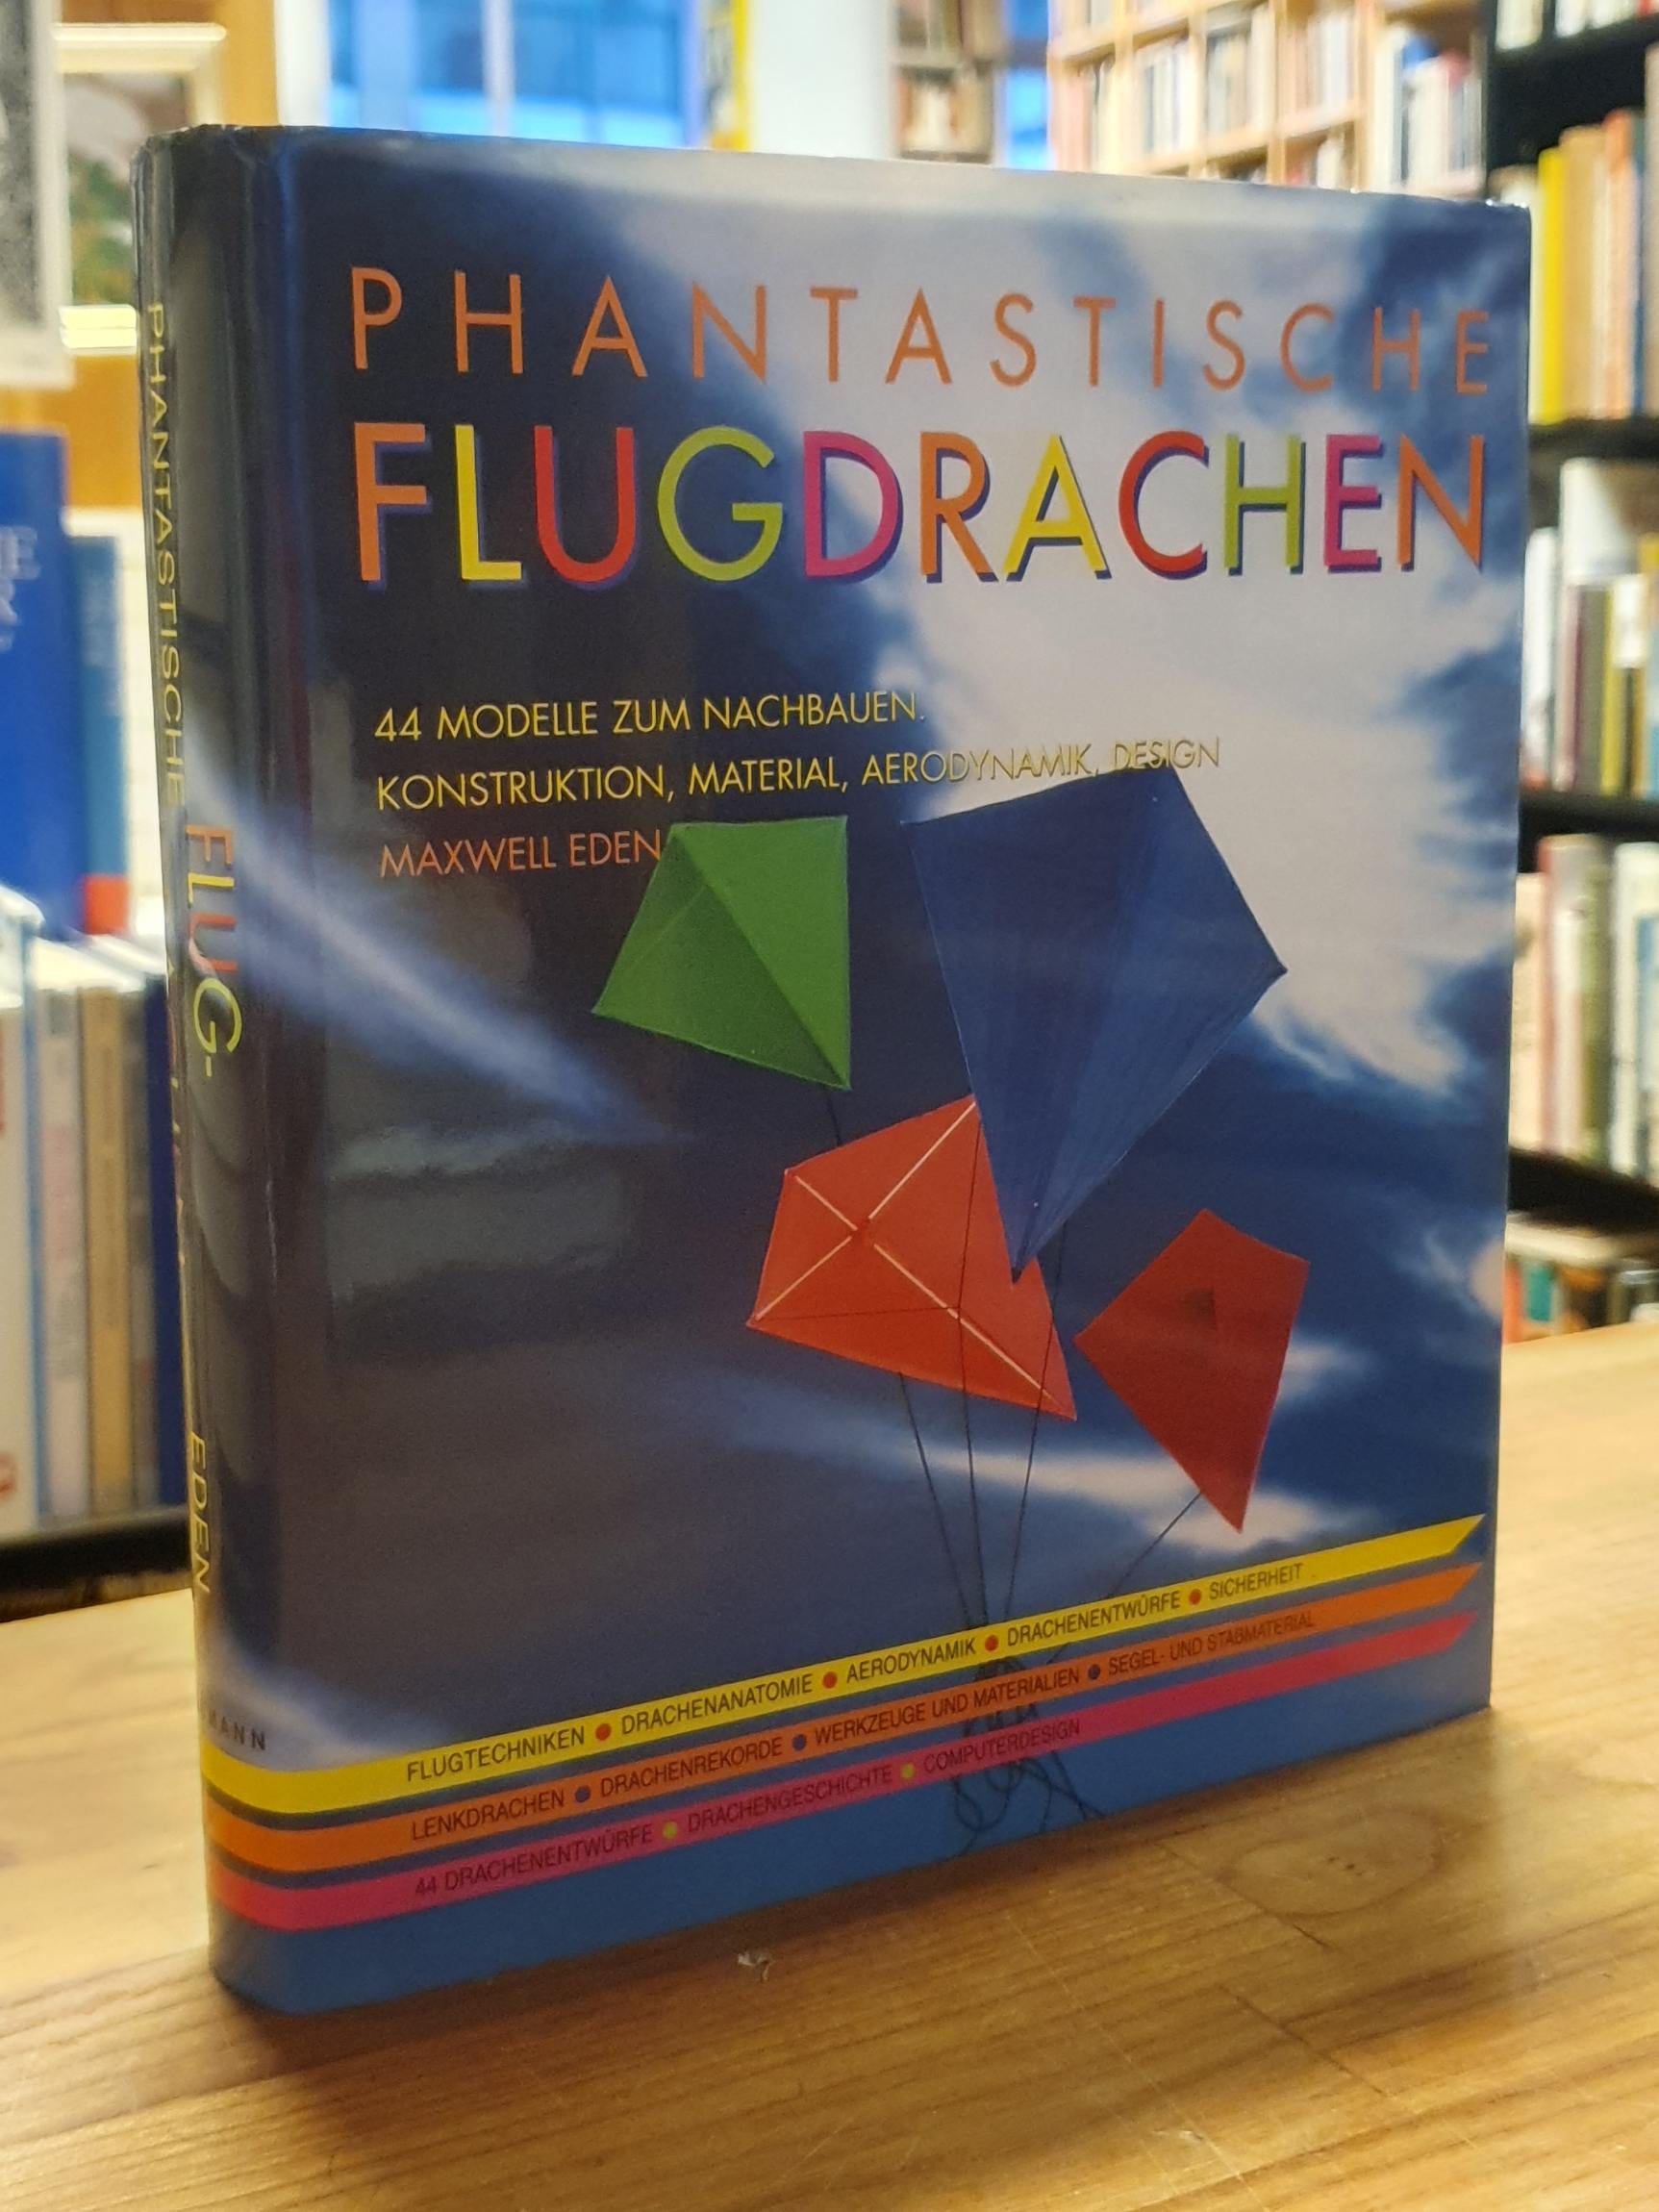 PHANTASTISCHE
FLUGDRACHEN
44 MODELLE ZUM NACHBAUEN.
KONSTRUKTION, MATERIAL, AERODYNAMIK, DESIGN
MAXWELL EDEN
FLUGTECHNIKEN • DRACHENANATOMIE • AERODYNAMIK • DRACHENENTWÜRFE • SICHERHEIT
LENKDRACHEN • DRACHENREKORDE • WERKZEUGE UND MATERIALIEN • SEGEL- UND STABMATERIAL
44 DRACHENENTWÜRFE • DRACHENGESCHICHTE • COMPUTERDESIGN
PHANTASTISCHE
FLUG-
EDEN